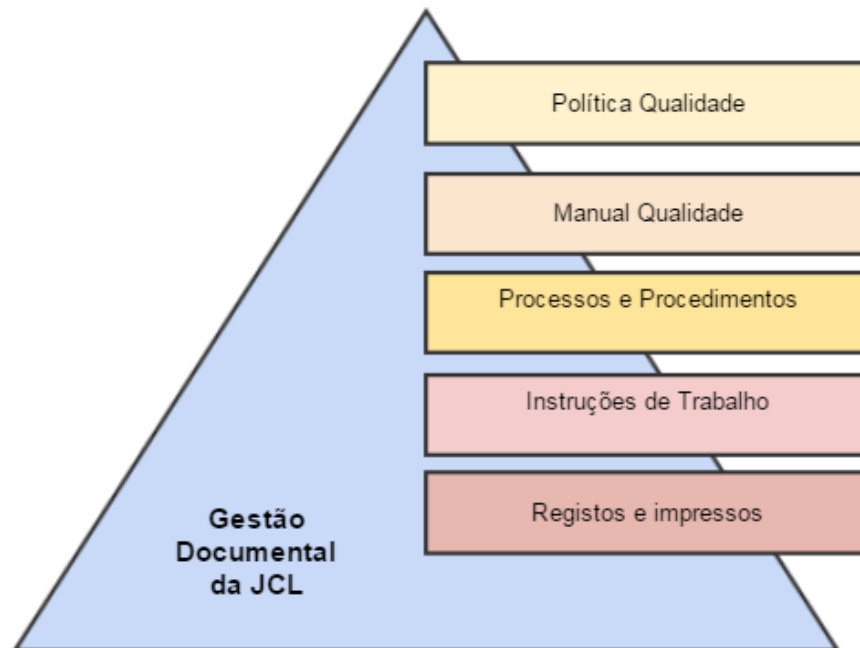 Política Qualidade
Manual Qualidade
Processos e Procedimentos
Instruções de Trabalho
Registos e impressos
Gestão
Documental
da JCL